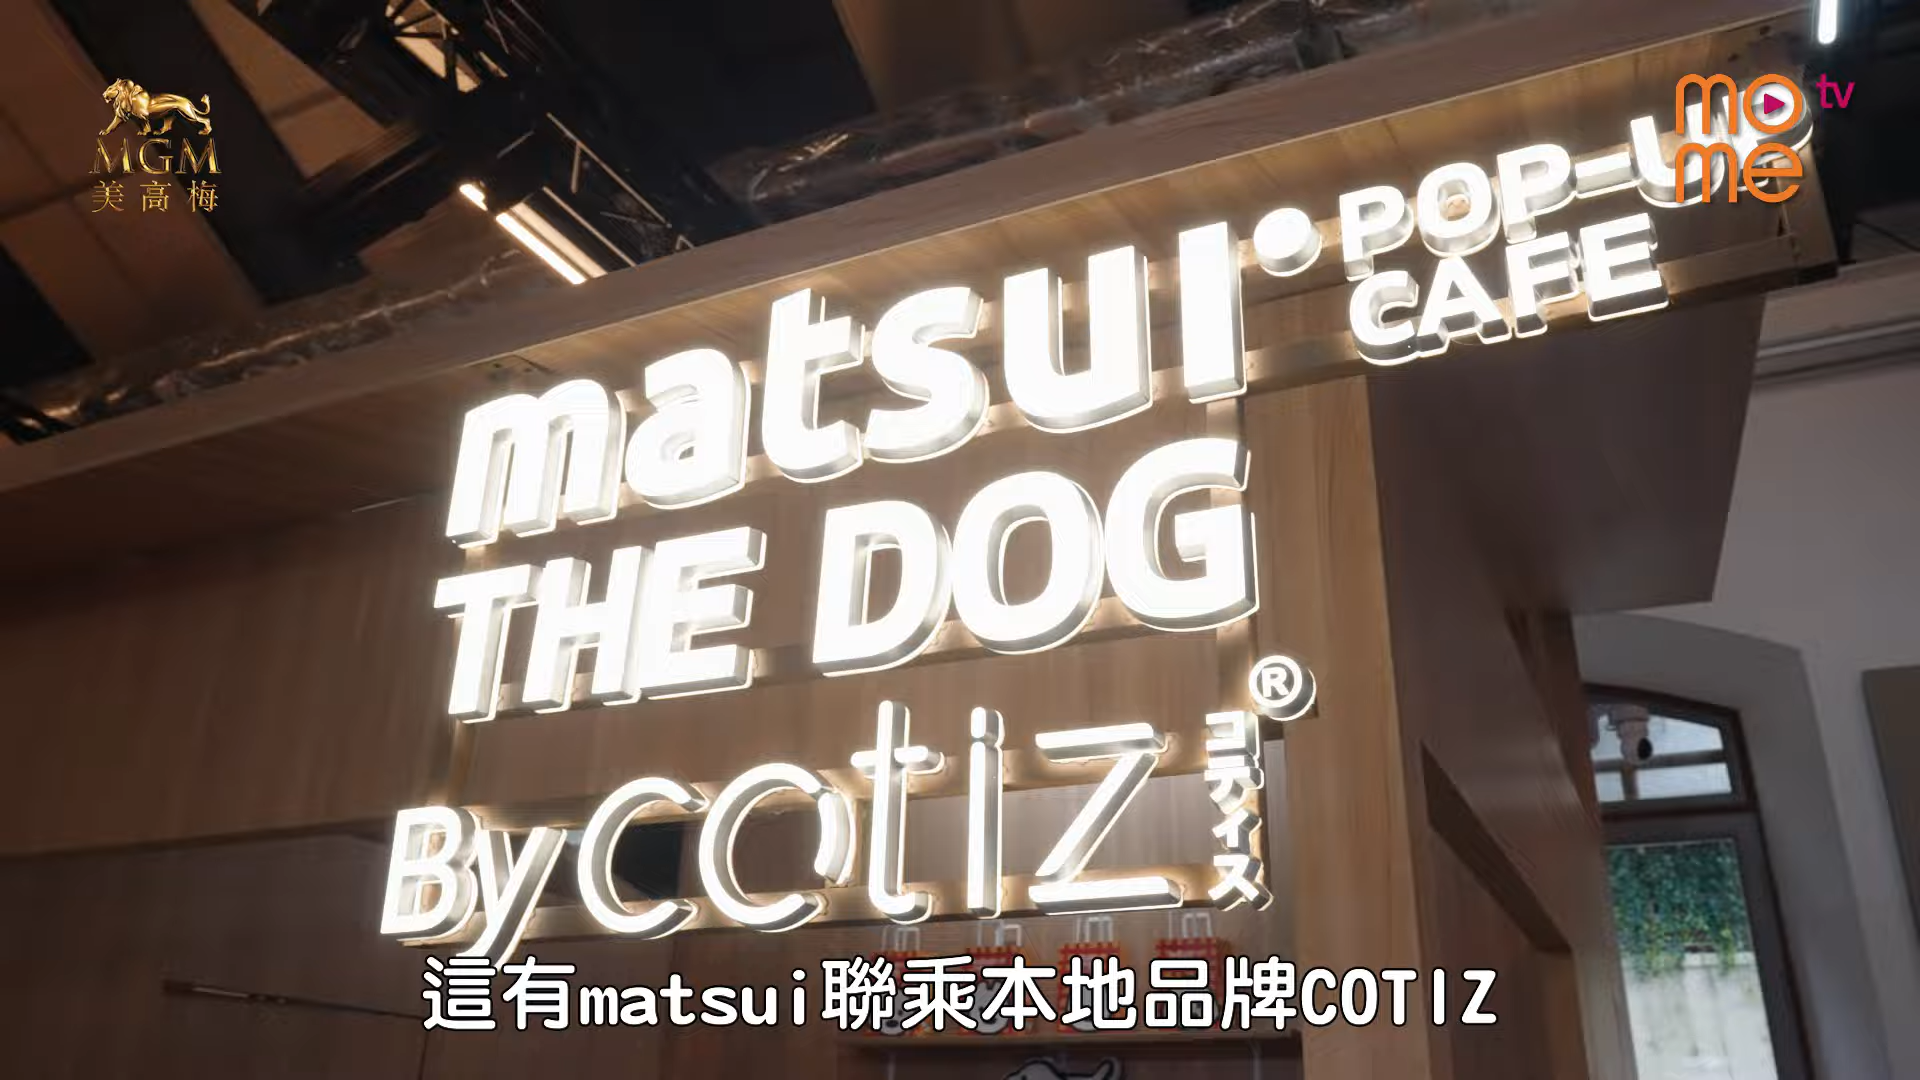 MGM
美高梅
mo
me
tv
matsui
POP-UP
CAFE
THE DOG
By cotiz®
コティス
這有matsui聯乘本地品牌COTIZ